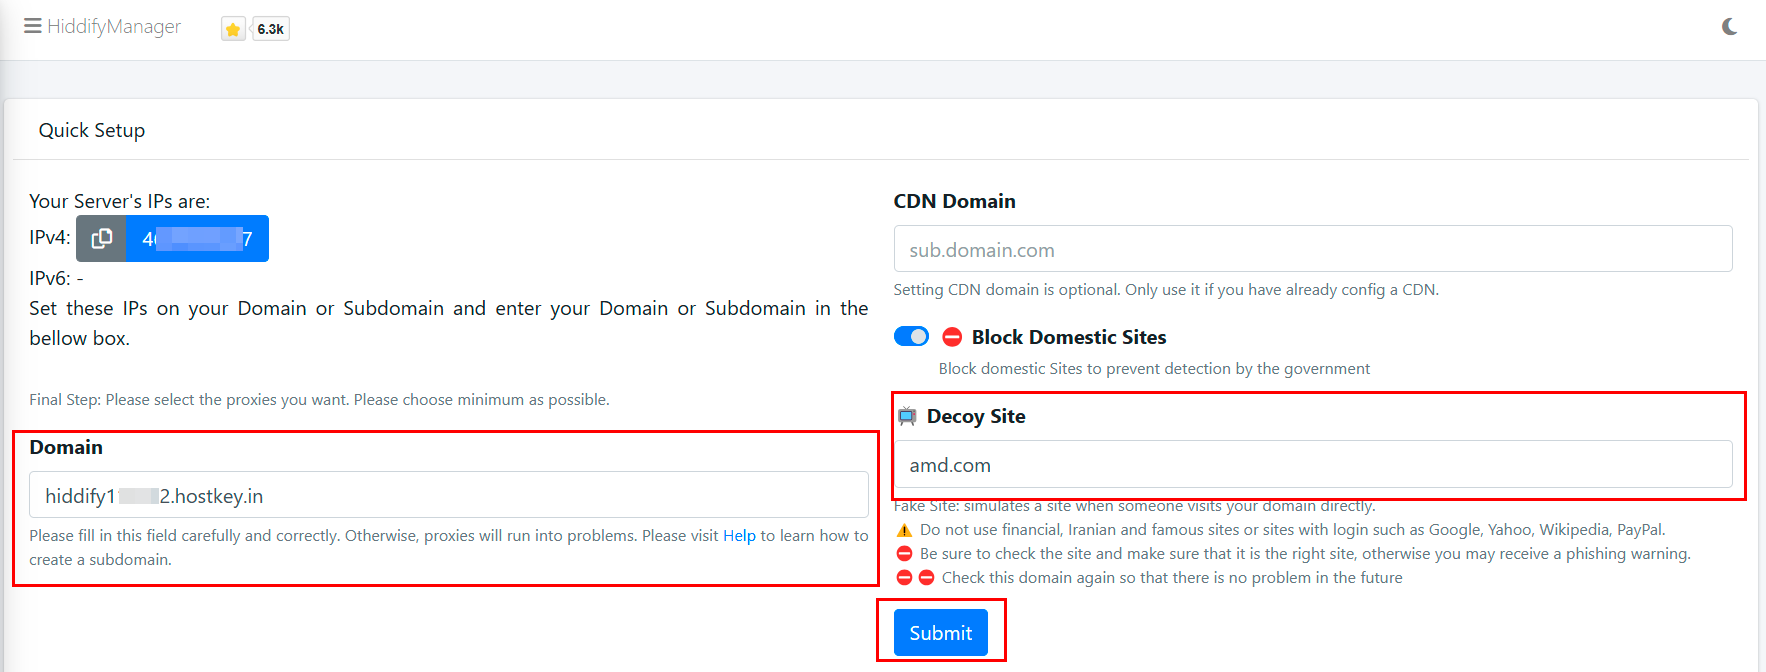 HiddifyManager
6.3k
Quick Setup
Your Server's IPs are:
IPv4:
IPv6: -
Set these IPs on your Domain or Subdomain and enter your Domain or Subdomain in the
bellow box.
Final Step: Please select the proxies you want. Please choose minimum as possible.
Domain
hiddify1 2.hostkey.in
Please fill in this field carefully and correctly. Otherwise, proxies will run into problems. Please visit Help to learn how to
create a subdomain.
CDN Domain
sub.domain.com
Setting CDN domain is optional. Only use it if you have already config a CDN.
Block Domestic Sites
Block domestic Sites to prevent detection by the government
Decoy Site
amd.com
Fake Site: simulates a site when someone visits your domain directly.
Do not use financial, Iranian and famous sites or sites with login such as Google, Yahoo, Wikipedia, PayPal.
Be sure to check the site and make sure that it is the right site, otherwise you may receive a phishing warning.
Check this domain again so that there is no problem in the future
Submit